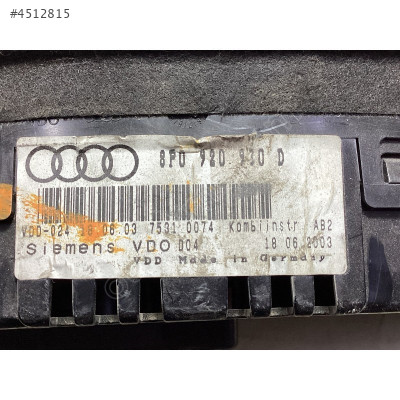 #4512815
8P0 920 930 D
VDO-024 18.06.03 7531 0074 Kombiinstr. AB2
Siemens VDO 004 18.06.2003
VDD Made in Germany